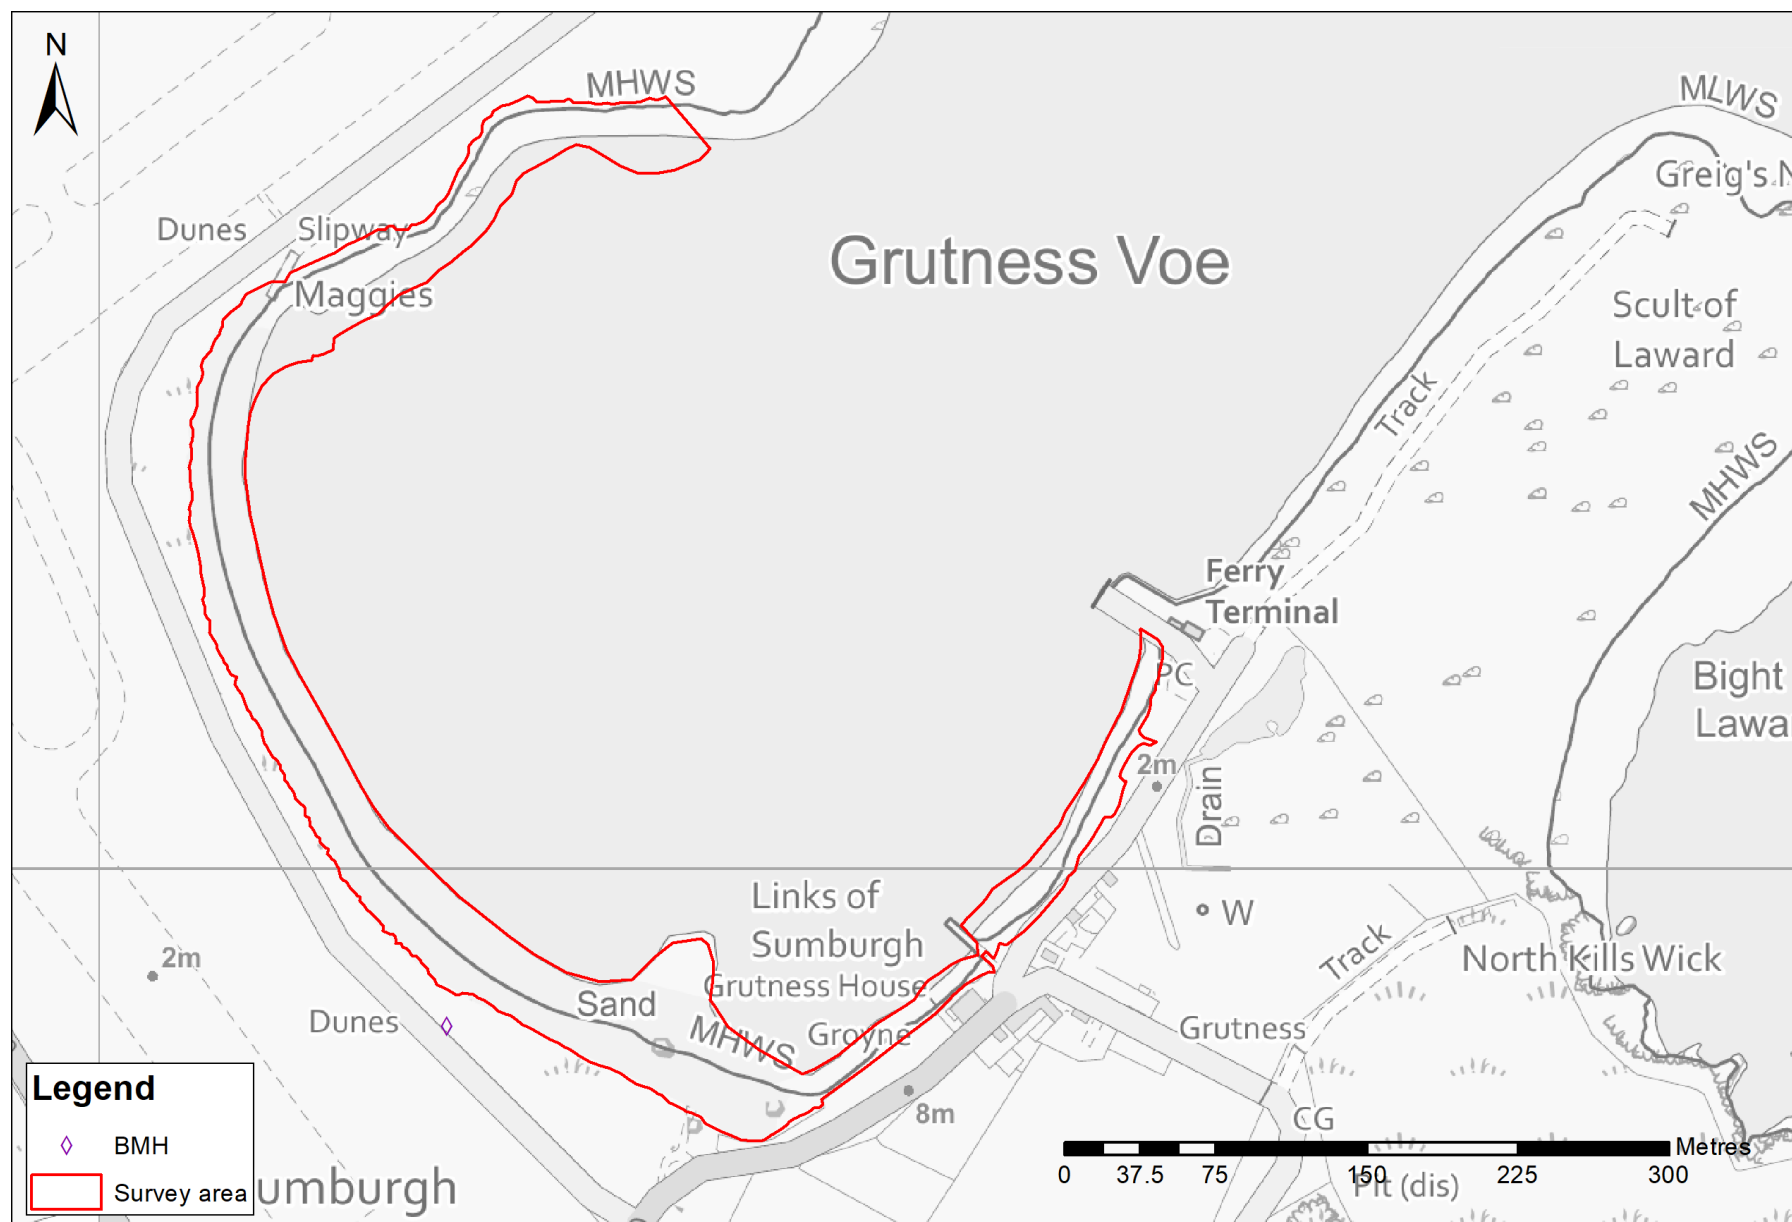 N
MHWS
MLWS
Greig's N
Dunes
Slipway
Maggies
Grutness Voe
Scult of
Laward
Track
MHWS
Ferry
Terminal
PC
Bight
Lawa
2m
Drain
Links of
Sumburgh
W
2m
Track
North Kills Wick
Grutness House
Sand
Dunes
MHWS
Groyne
Grutness
8m
CG
Legend
BMH
Survey area
umburgh
Metres
0 37.5 75 150 225 300
Pit (dis)